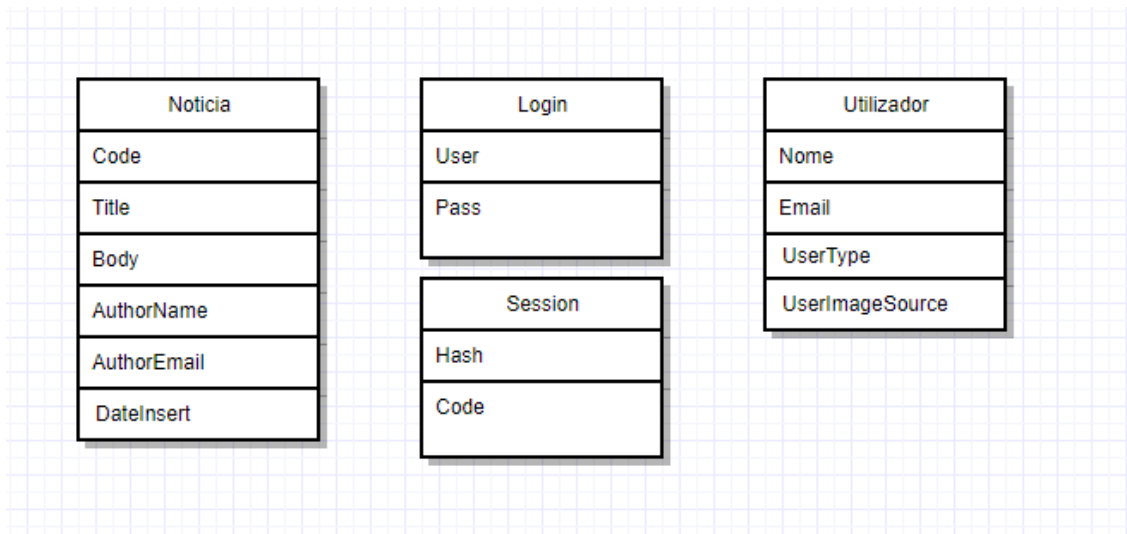 Noticia
Code
Title
Body
AuthorName
AuthorEmail
DateInsert
Login
User
Pass
Session
Hash
Code
Utilizador
Nome
Email
UserType
UserImageSource